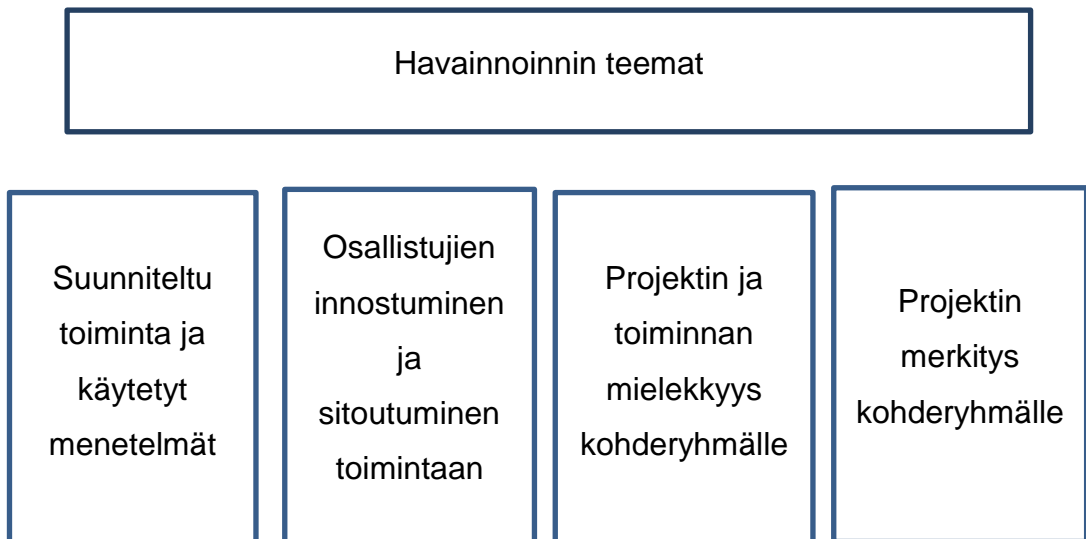 Havainnoinnin teemat
Suunniteltu
toiminta ja
käytetyt
menetelmät
Osallistujien
innostuminen
ja
sitoutuminen
toimintaan
Projektin ja
toiminnan
mielekkyys
kohderyhmälle
Projektin
merkitys
kohderyhmälle